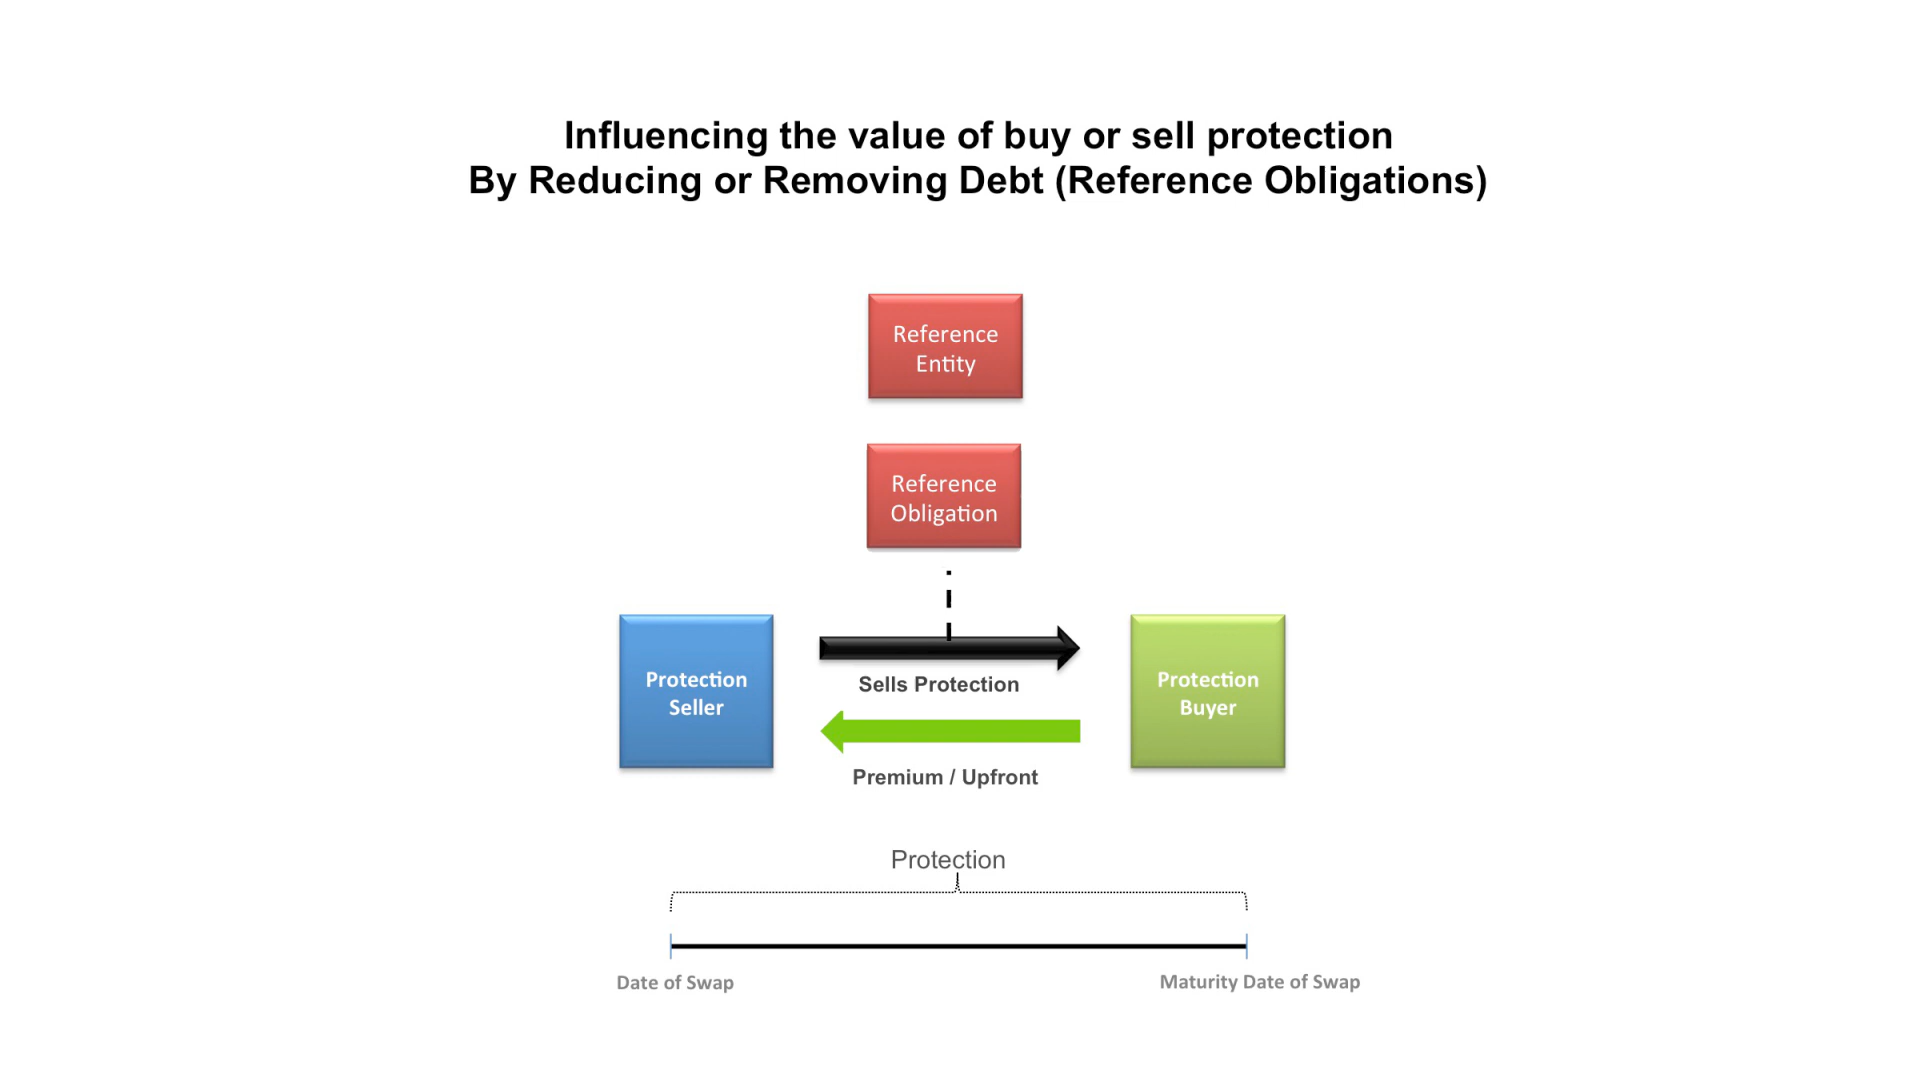 Influencing the value of buy or sell protection
By Reducing or Removing Debt (Reference Obligations)
Reference
Entity
Reference
Obligation
Protection
Seller
Sells Protection
Premium / Upfront
Protection
Buyer
Protection
Date of Swap
Maturity Date of Swap